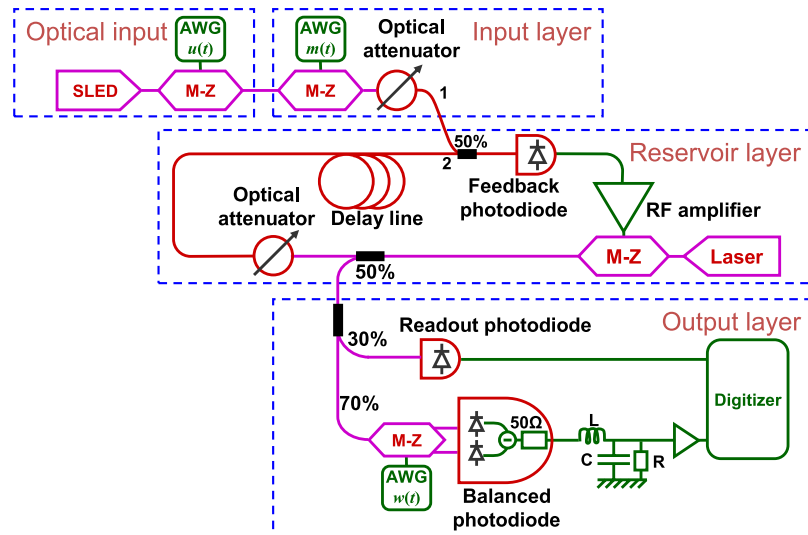 Optical input
AWG
u(t)
SLED
M-Z
AWG
m(t)
M-Z
Optical
attenuator
Input layer
1
50%
2
Reservoir layer
Optical
attenuator
Delay line
Feedback
photodiode
RF amplifier
50%
M-Z
Laser
Readout photodiode
Output layer
30%
70%
M-Z
AWG
w(t)
50Ω
Balanced
photodiode
L
C
R
Digitizer